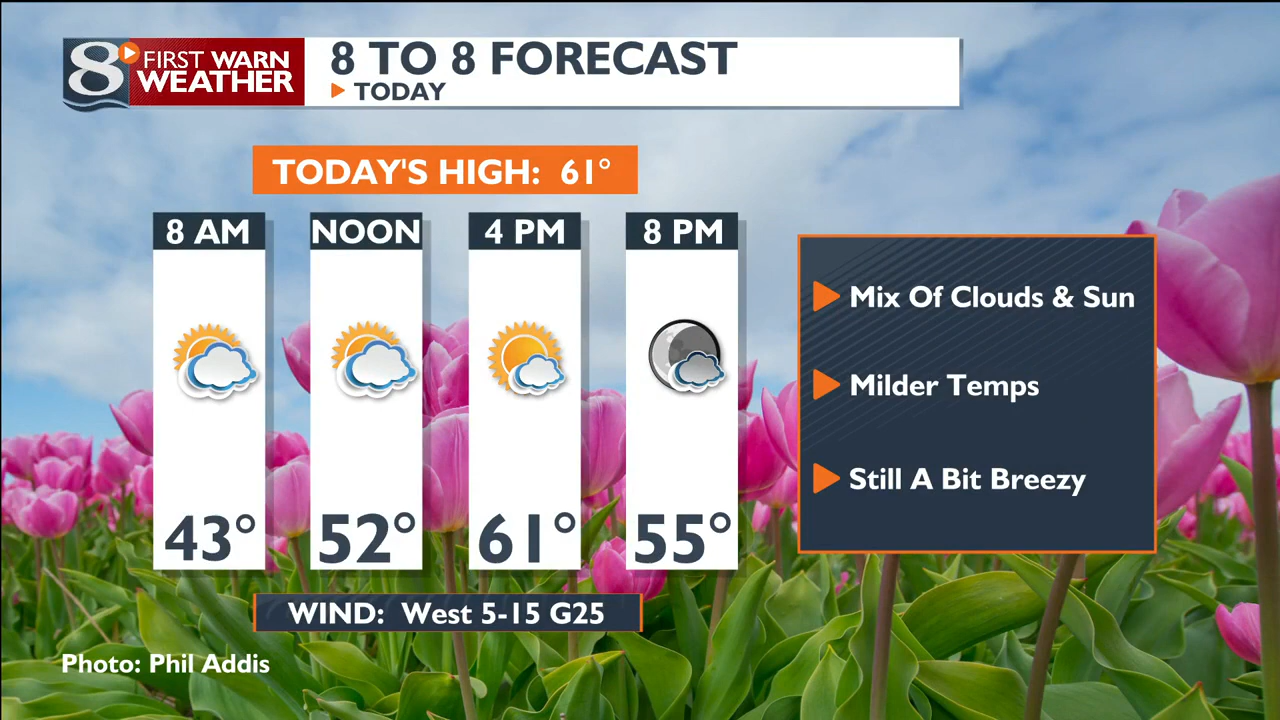 8
FIRST WARN
WEATHER
8 TO 8 FORECAST
TODAY
TODAY'S HIGH: 61°
8 AM
NOON
4 PM
8 PM
43°
52°
61°
55°
WIND: West 5-15 G25
Mix Of Clouds & Sun
Milder Temps
Still A Bit Breezy
Photo: Phil Addis